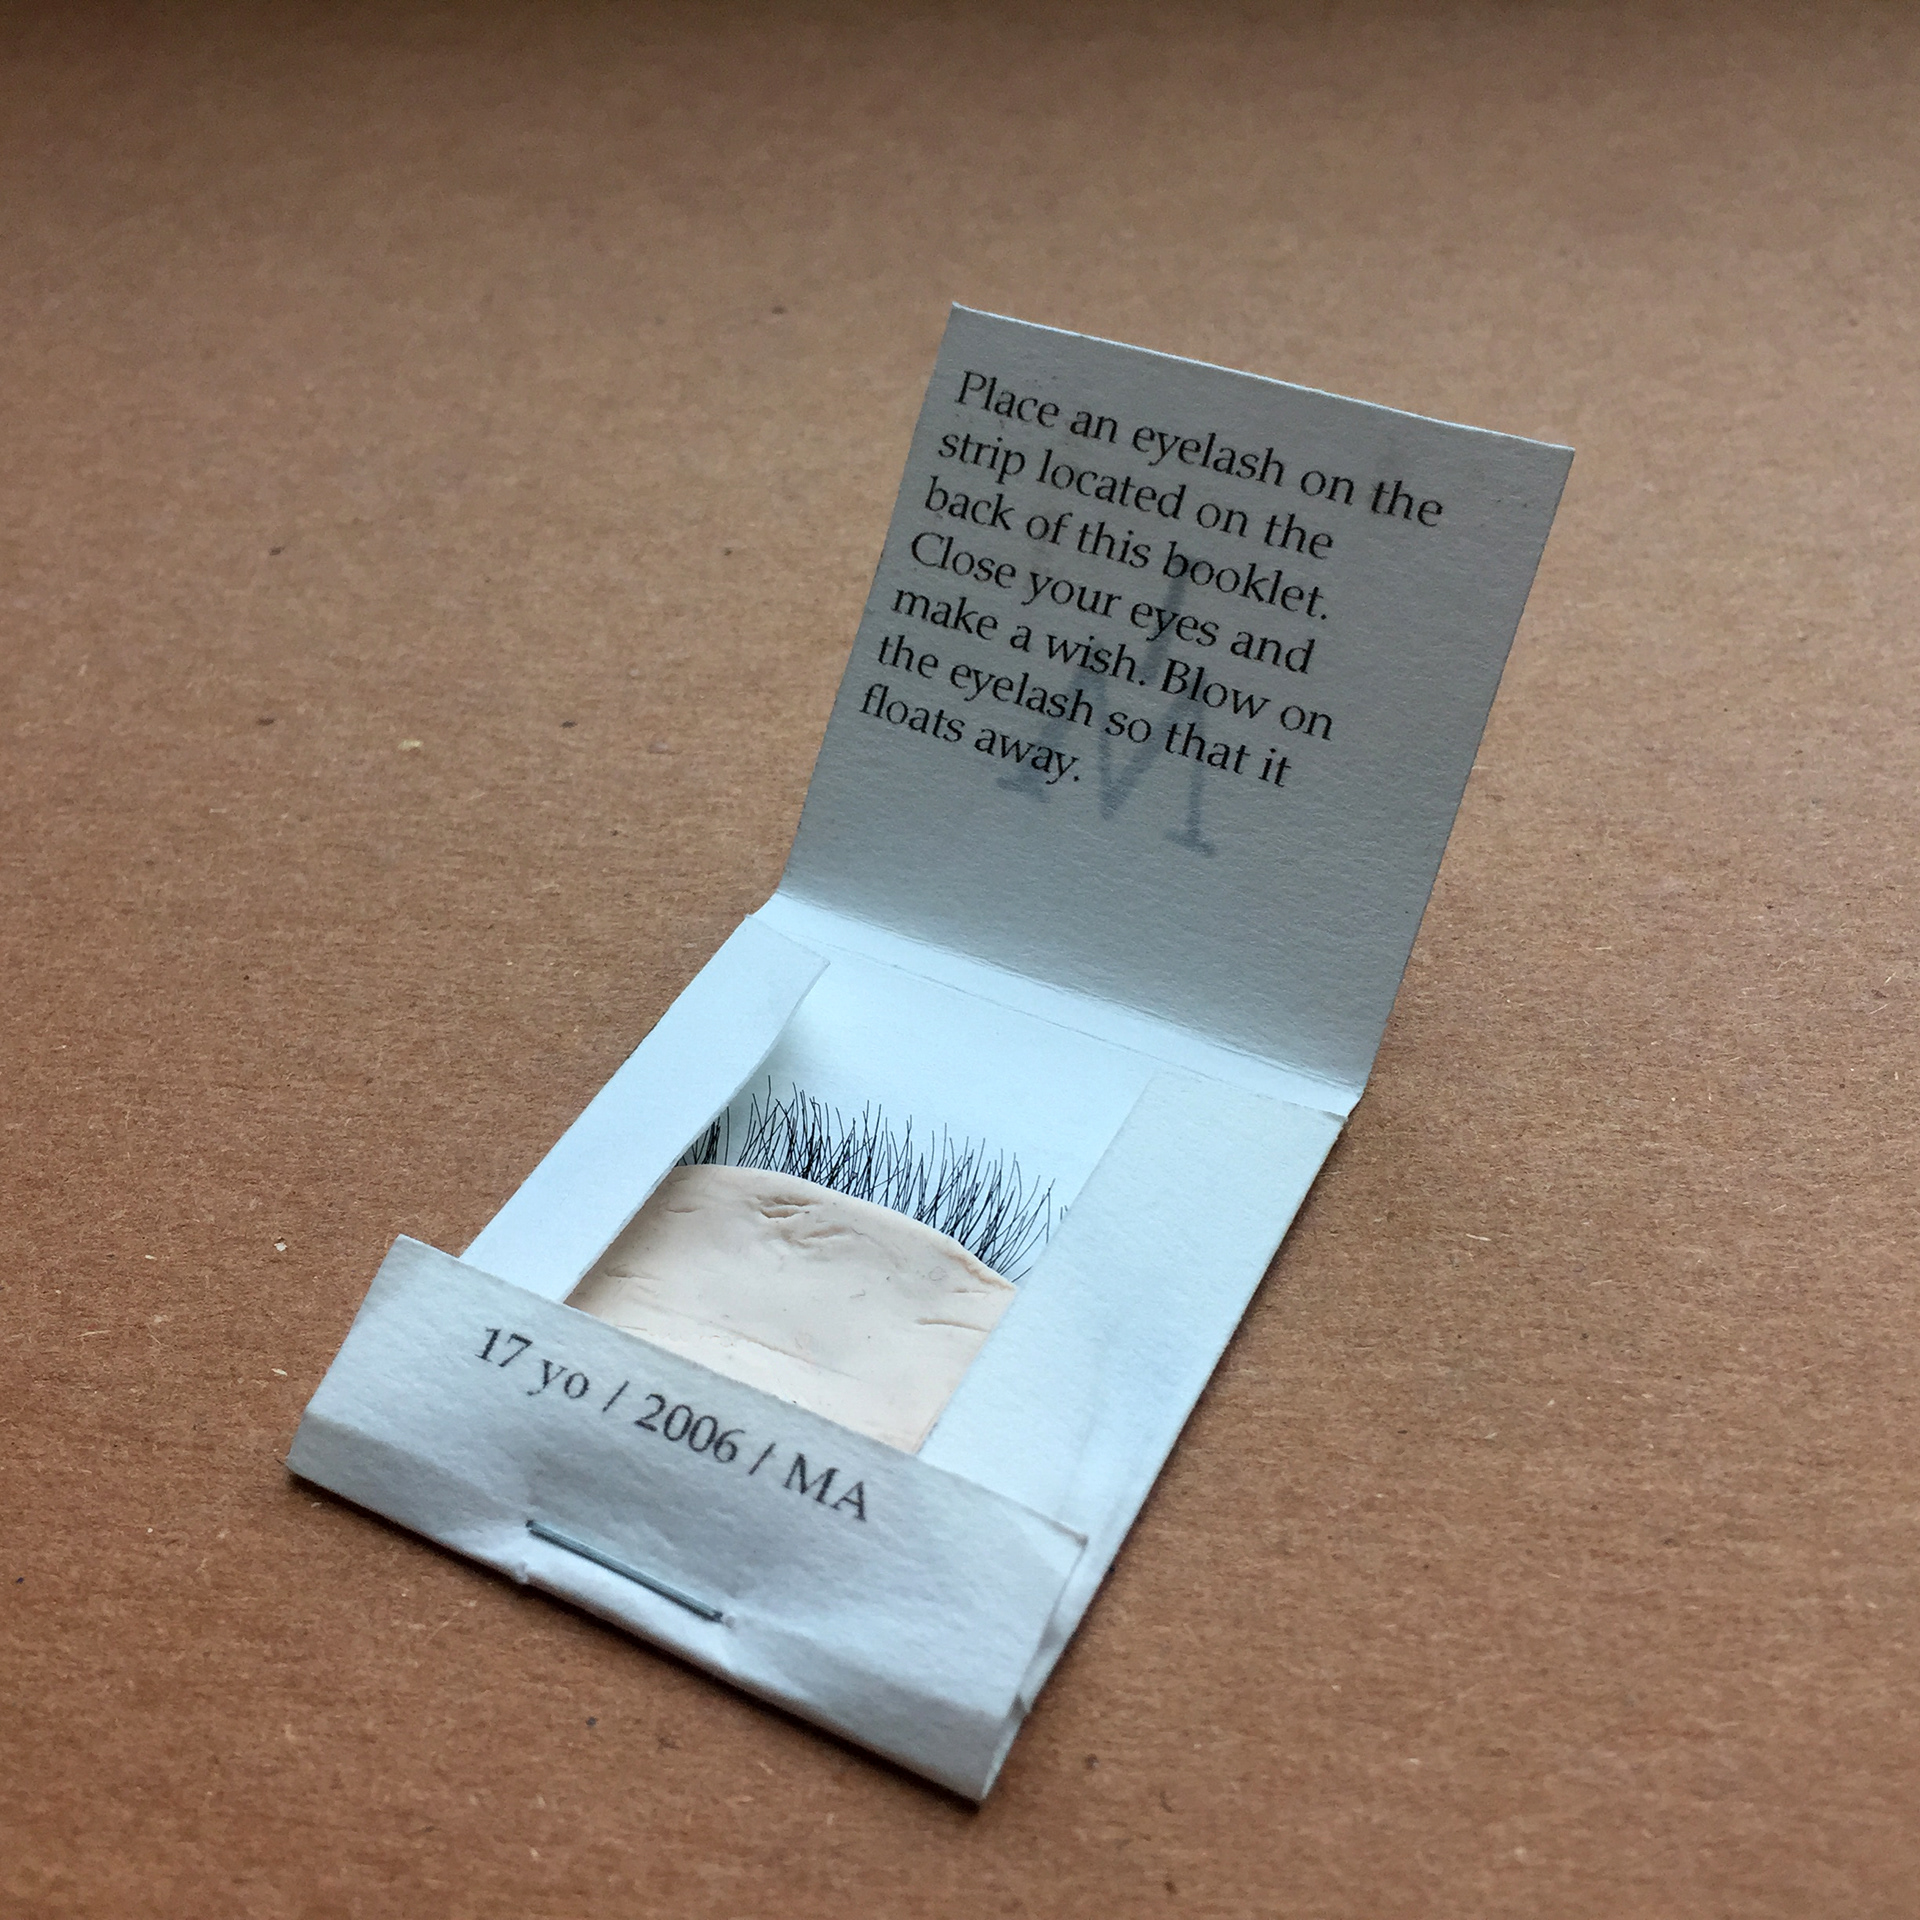 Place an eyelash on the
strip located on the
back of this booklet.
Close your eyes and
make a wish. Blow on
the eyelash so that it
floats away.
17 yo / 2006 / MA